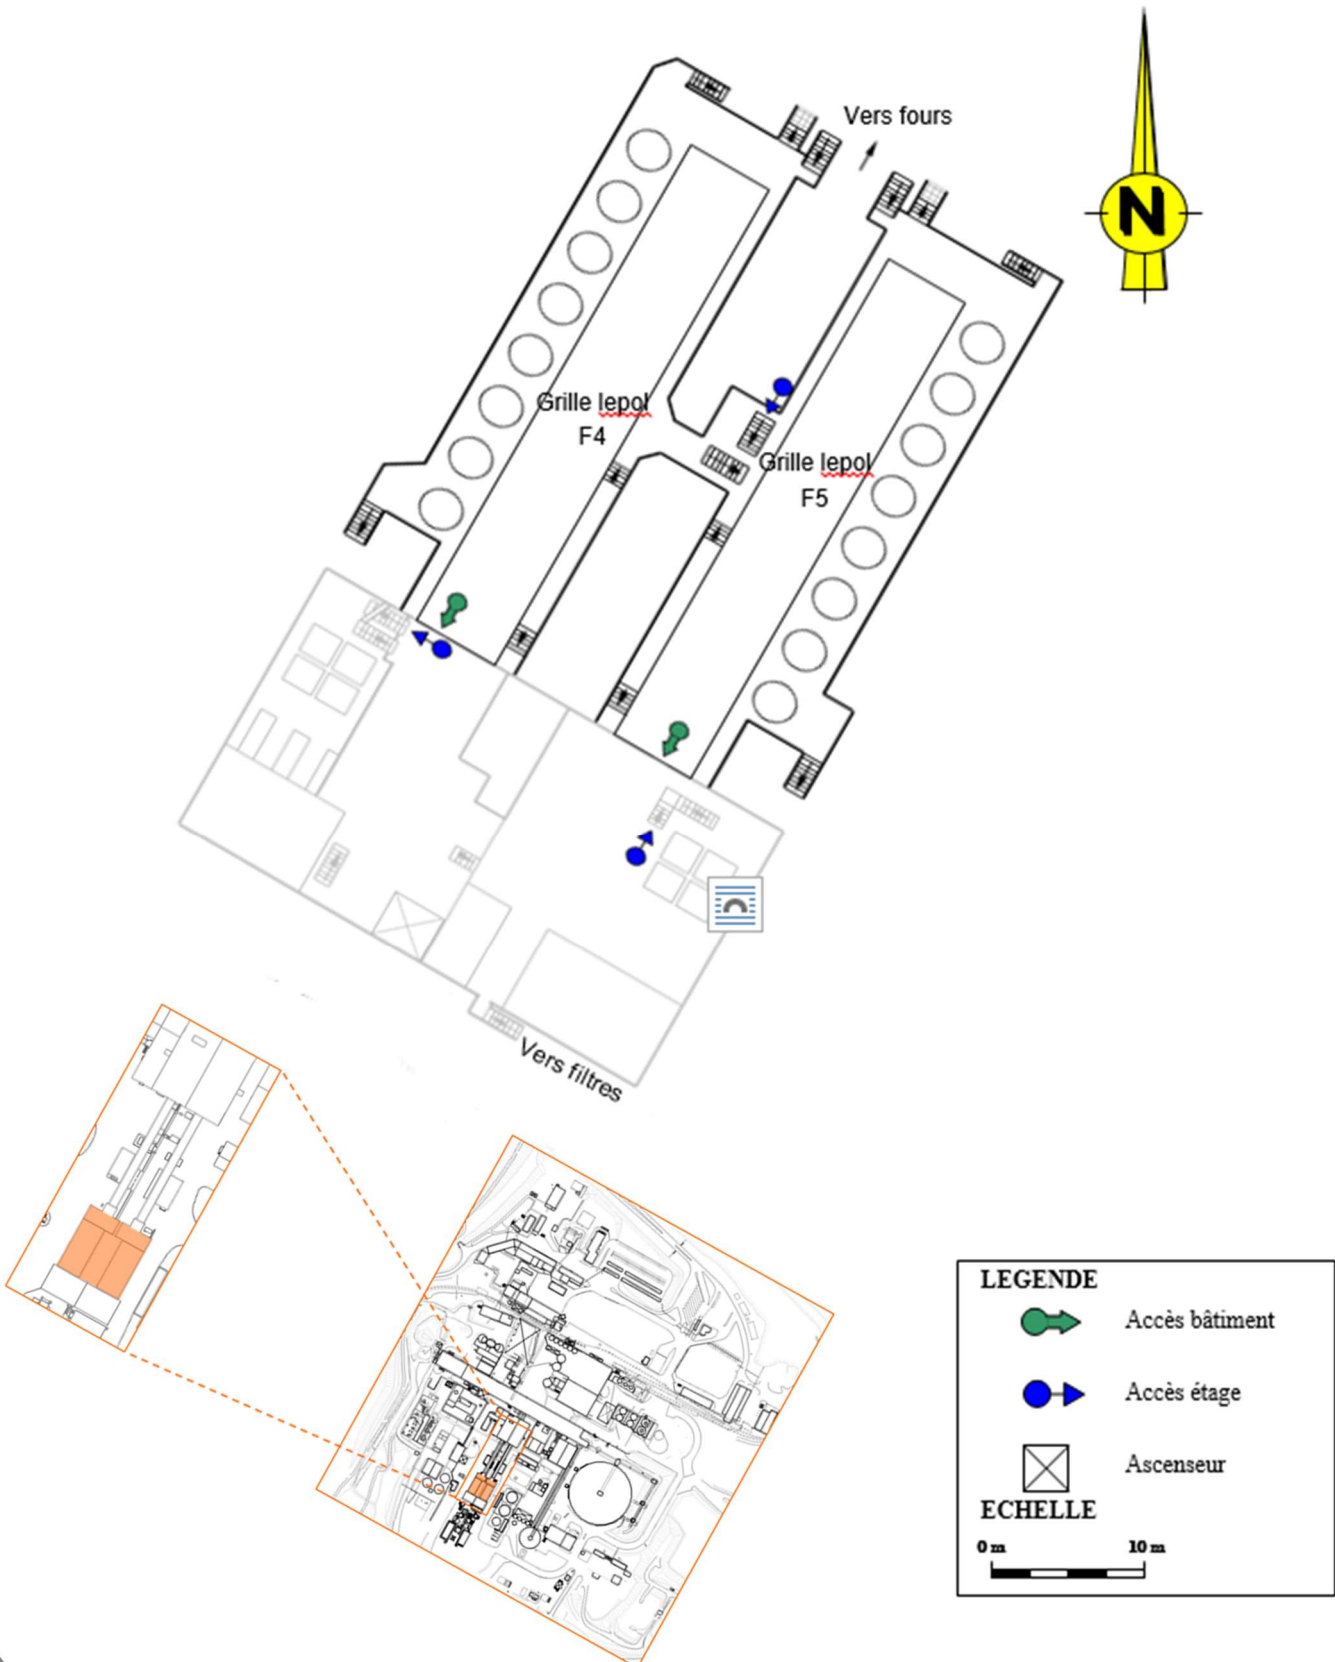 Vers fours
N
Grille lepol
F4
Grille lepol
F5
Vers filtres
LEGENDE
Accès bâtiment
Accès étage
Ascenseur
ECHELLE
0 m 10 m